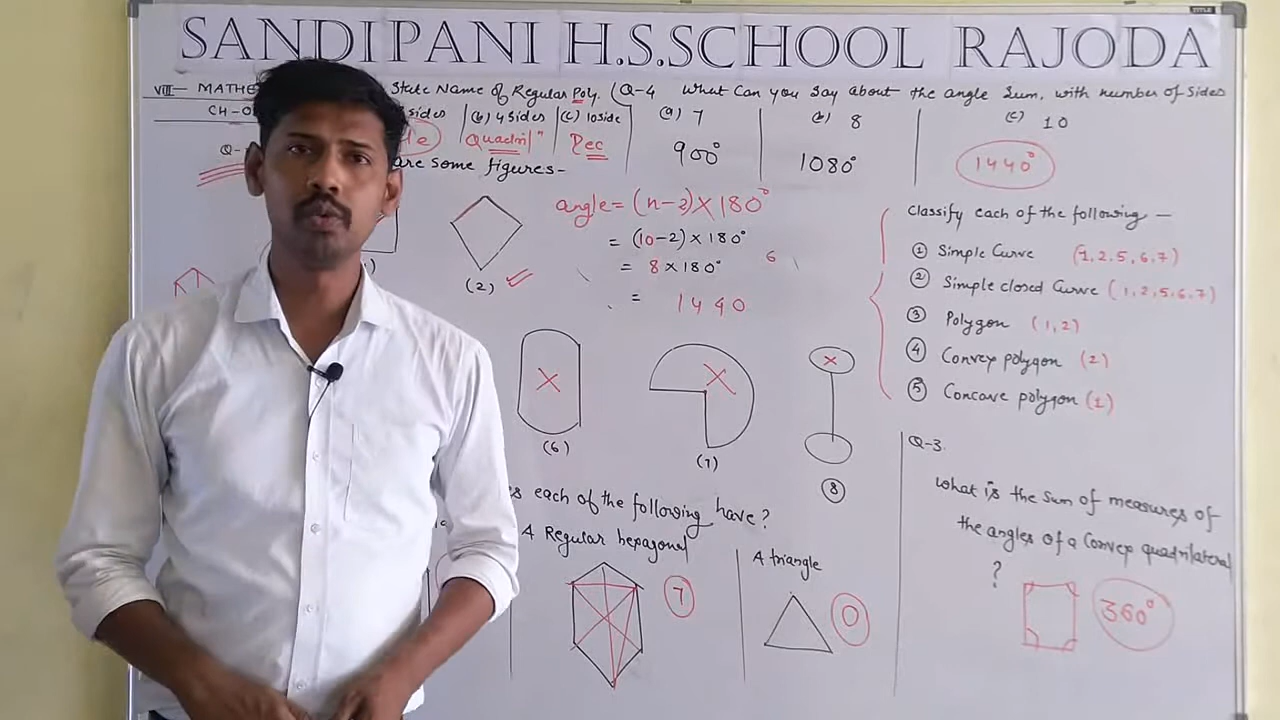 TITLE
SANDIPANI H.S.SCHOOL RAJODA
VIII — MATHE State Name of Regular Poly. (Q-4 What Can you say about the angle sum, with number of sides
CH-0 sides (b) 4 Sides (c) 10 side (a) 7 (b) 8 (c) 10
le Quadril" Dec 900° 1080° 1440°
Q- are some figures-
angle = (n-2) X 180°
= (10-2) x 180°
= 8 x 180° 6
= 1440
(2)
Classify each of the following —
① Simple Curve (1,2,5,6,7)
② Simple closed Curve (1,2,5,6,7)
③ Polygon (1,2)
④ Convex polygon (2)
⑤ Concave polygon (1)
X X x
(6) (7) 8
each of the following have?
A Regular hexagonal 7
A triangle 0
Q-3.
What is the sum of measures of
the angles of a Convex quadrilateral
?
360°